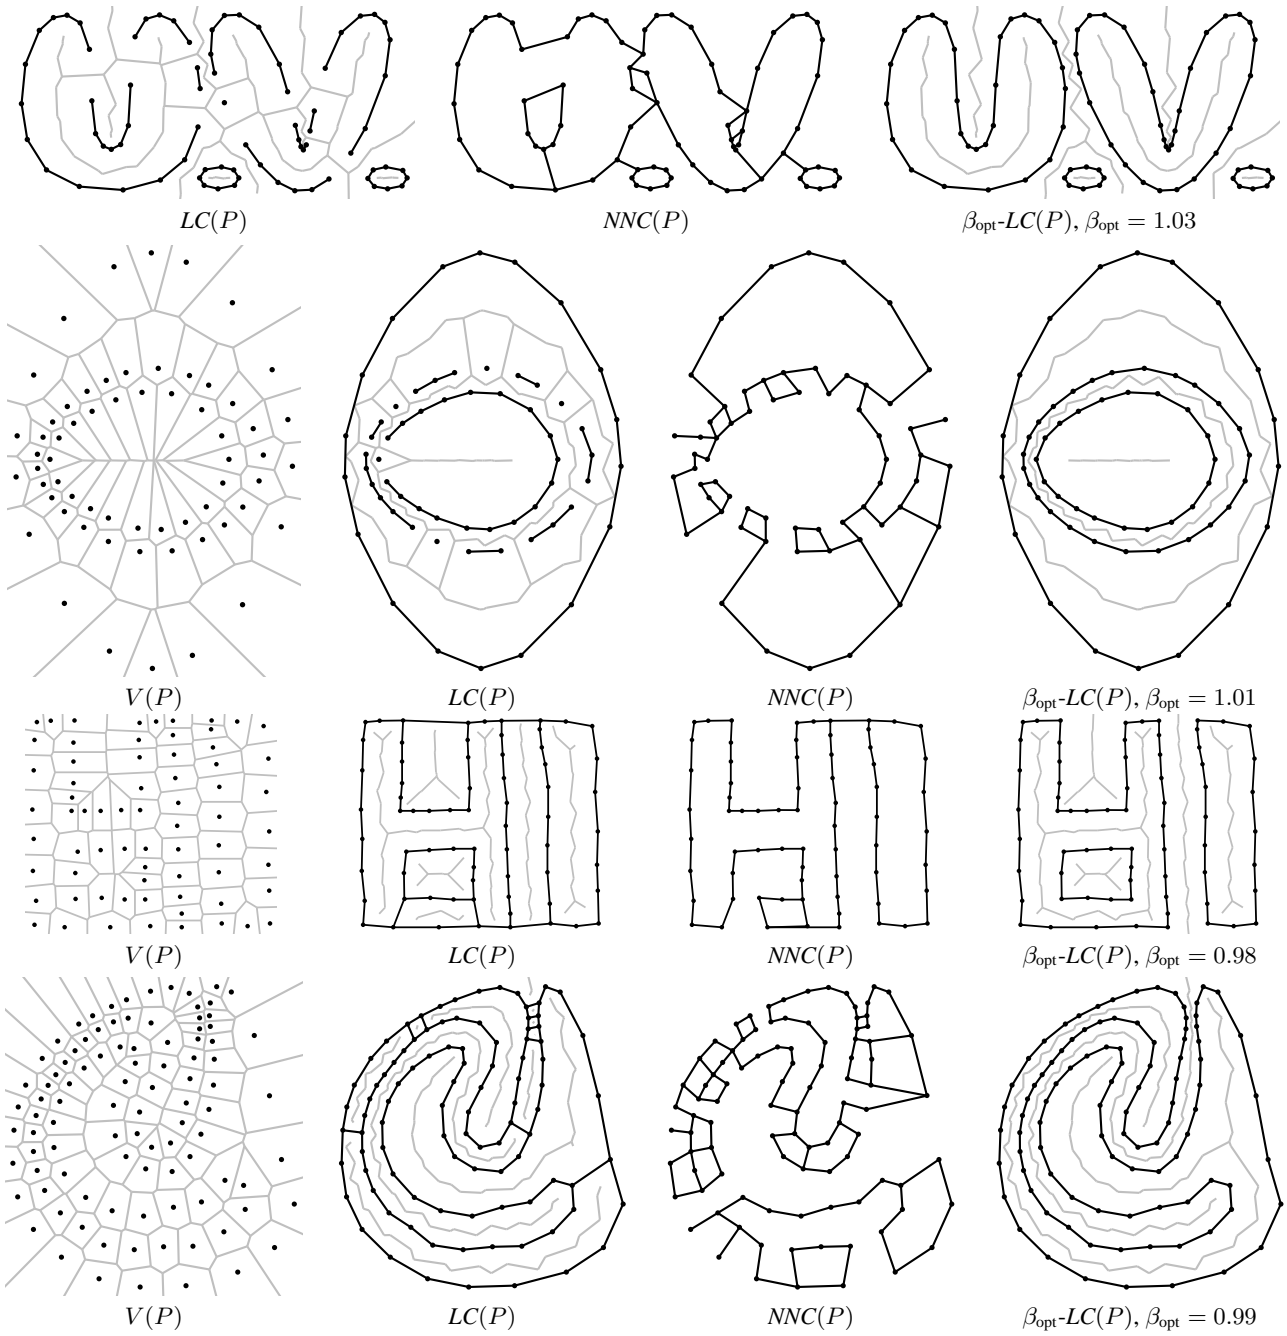 LC(P) NNC(P) βopt-LC(P), βopt = 1.03
V(P) LC(P) NNC(P) βopt-LC(P), βopt = 1.01
V(P) LC(P) NNC(P) βopt-LC(P), βopt = 0.98
V(P) LC(P) NNC(P) βopt-LC(P), βopt = 0.99